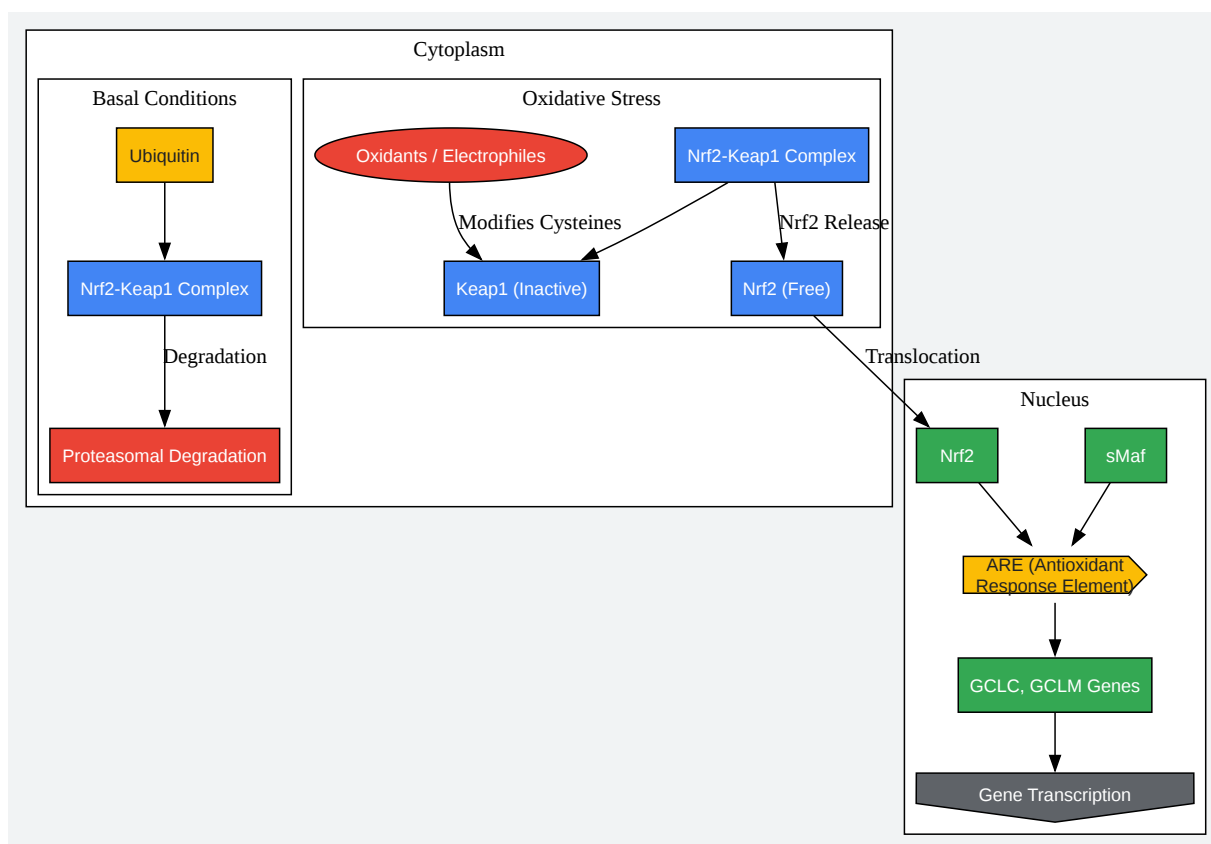 Cytoplasm
Basal Conditions
Ubiquitin
Nrf2-Keap1 Complex
Degradation
Proteasomal Degradation
Oxidative Stress
Oxidants / Electrophiles
Nrf2-Keap1 Complex
Modifies Cysteines
Nrf2 Release
Keap1 (Inactive)
Nrf2 (Free)
Translocation
Nucleus
Nrf2
sMaf
ARE (Antioxidant
Response Element)
GCLC, GCLM Genes
Gene Transcription